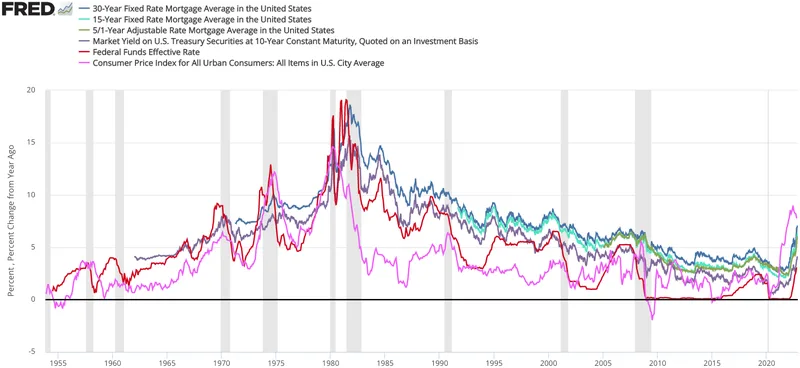 FRED
30-Year Fixed Rate Mortgage Average in the United States
15-Year Fixed Rate Mortgage Average in the United States
5/1-Year Adjustable Rate Mortgage Average in the United States
Market Yield on U.S. Treasury Securities at 10-Year Constant Maturity, Quoted on an Investment Basis
Federal Funds Effective Rate
Consumer Price Index for All Urban Consumers: All Items in U.S. City Average
Percent, Percent Change from Year Ago
20
15
10
5
0
-5
1955 1960 1965 1970 1975 1980 1985 1990 1995 2000 2005 2010 2015 2020